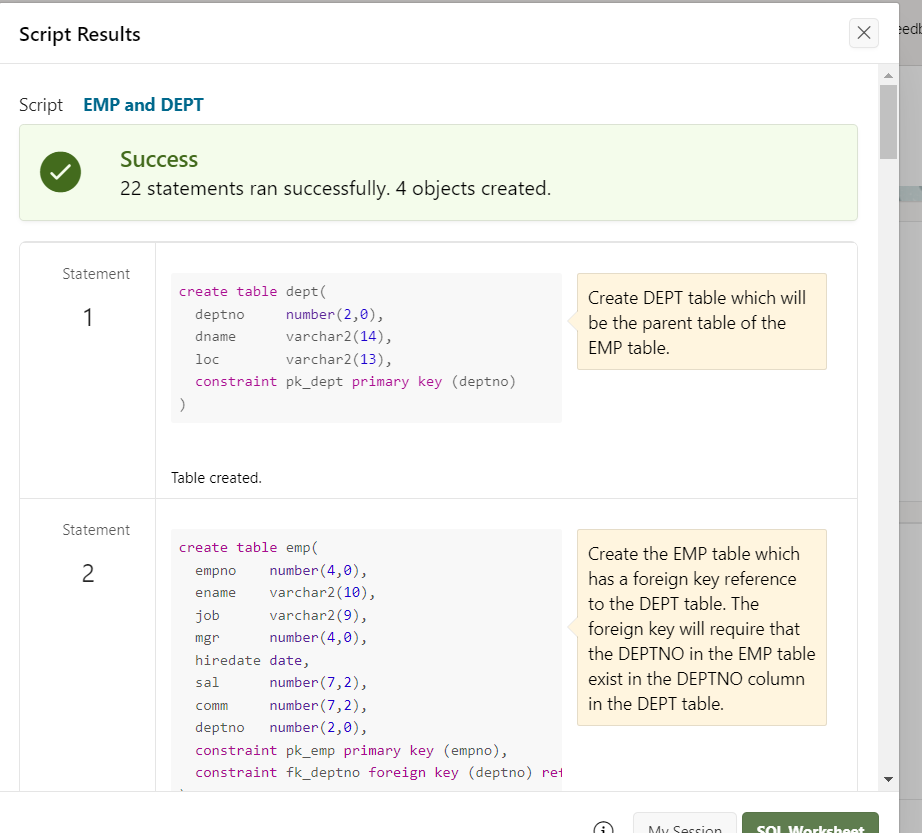 Script Results
Script EMP and DEPT
Success
22 statements ran successfully. 4 objects created.
Statement
1
create table dept(
deptno number(2,0),
dname varchar2(14),
loc varchar2(13),
constraint pk_dept primary key (deptno)
)
Create DEPT table which will
be the parent table of the
EMP table.
Table created.
Statement
2
create table emp(
empno number(4,0),
ename varchar2(10),
job varchar2(9),
mgr number(4,0),
hiredate date,
sal number(7,2),
comm number(7,2),
deptno number(2,0),
constraint pk_emp primary key (empno),
constraint fk_deptno foreign key (deptno)
Create the EMP table which
has a foreign key reference
to the DEPT table. The
foreign key will require that
the DEPTNO in the EMP table
exist in the DEPTNO column
in the DEPT table.
My Session
SQL Worksheet